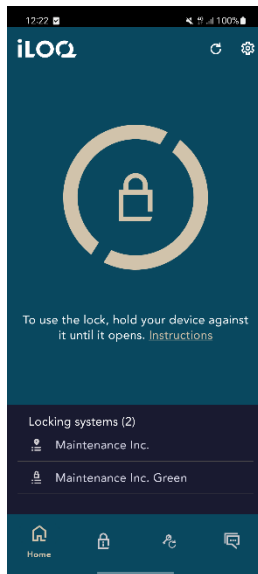 12:22
100%
iLOQ
To use the lock, hold your device against
it until it opens. Instructions
Locking systems (2)
Maintenance Inc.
Maintenance Inc. Green
Home